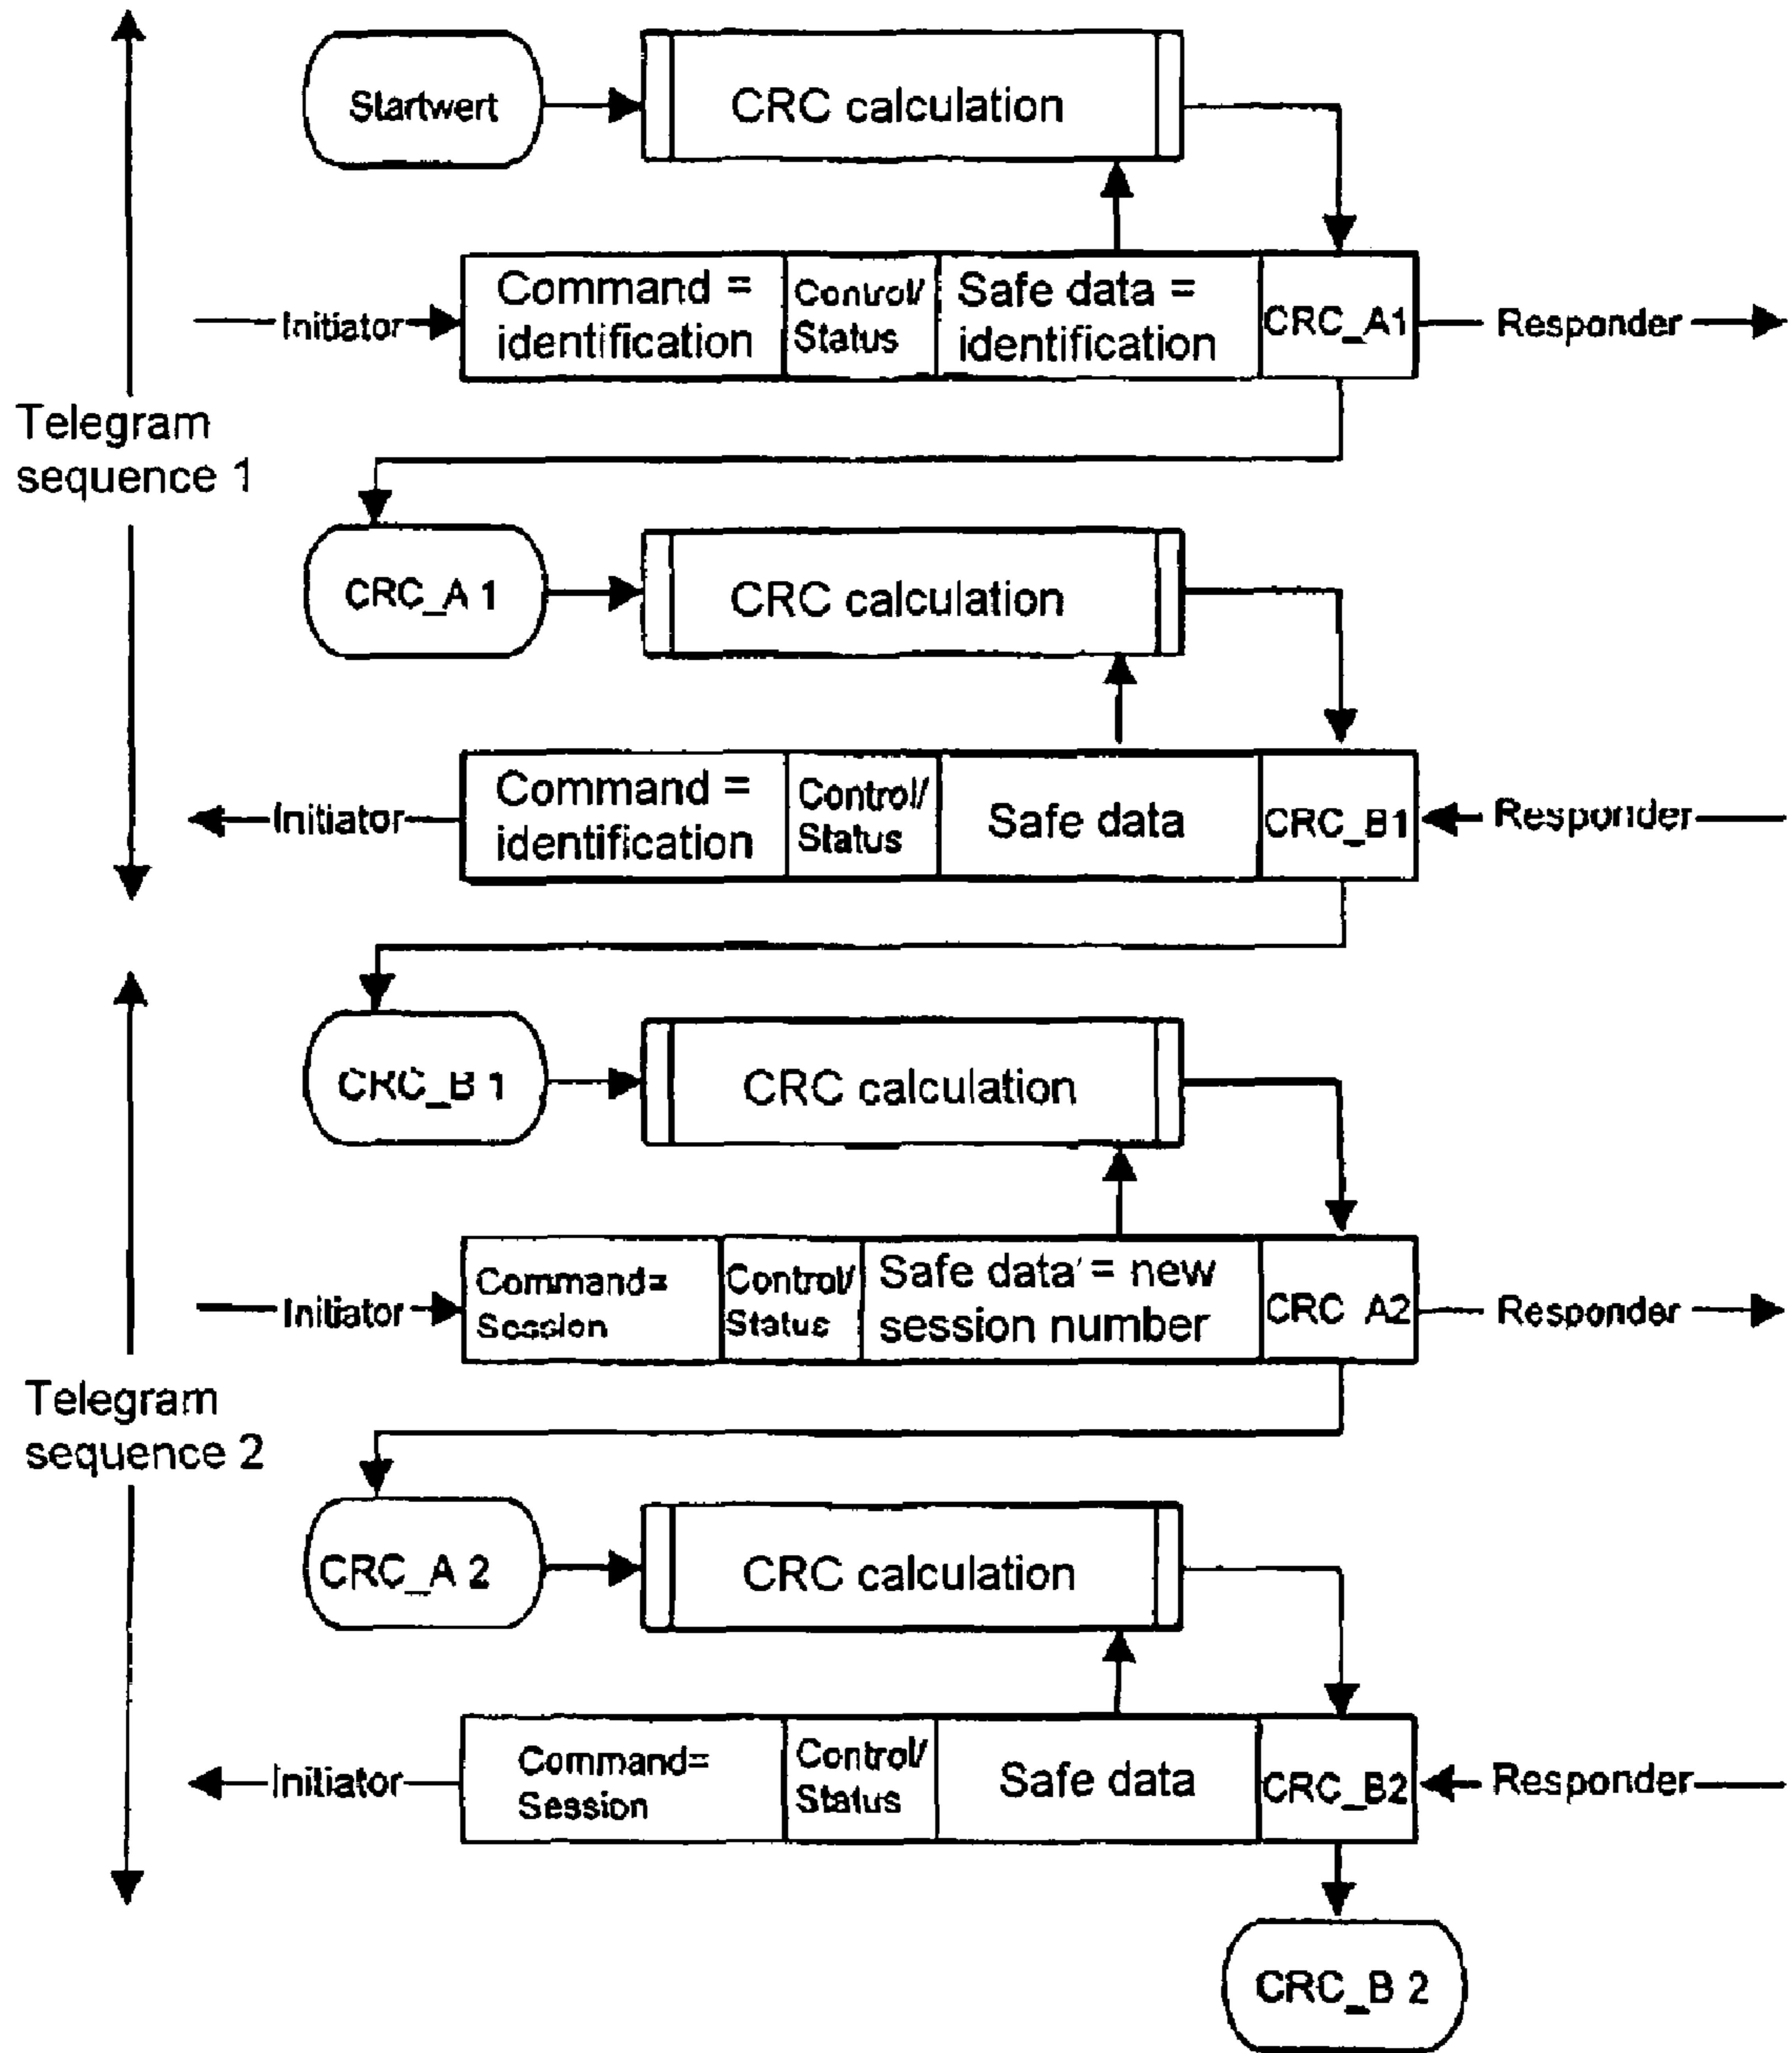 Startwert
CRC calculation
Command =
identification
Control/
Status
Safe data =
identification
CRC_A1
Initiator
Responder
Telegram
sequence 1
CRC_A 1
CRC calculation
Command =
identification
Control/
Status
Safe data
CRC_B1
Initiator
Responder
CRC_B 1
CRC calculation
Command=
Session
Control/
Status
Safe data = new
session number
CRC A2
Initiator
Responder
Telegram
sequence 2
CRC_A 2
CRC calculation
Command=
Session
Control/
Status
Safe data
CRC_B2
Initiator
Responder
CRC_B 2